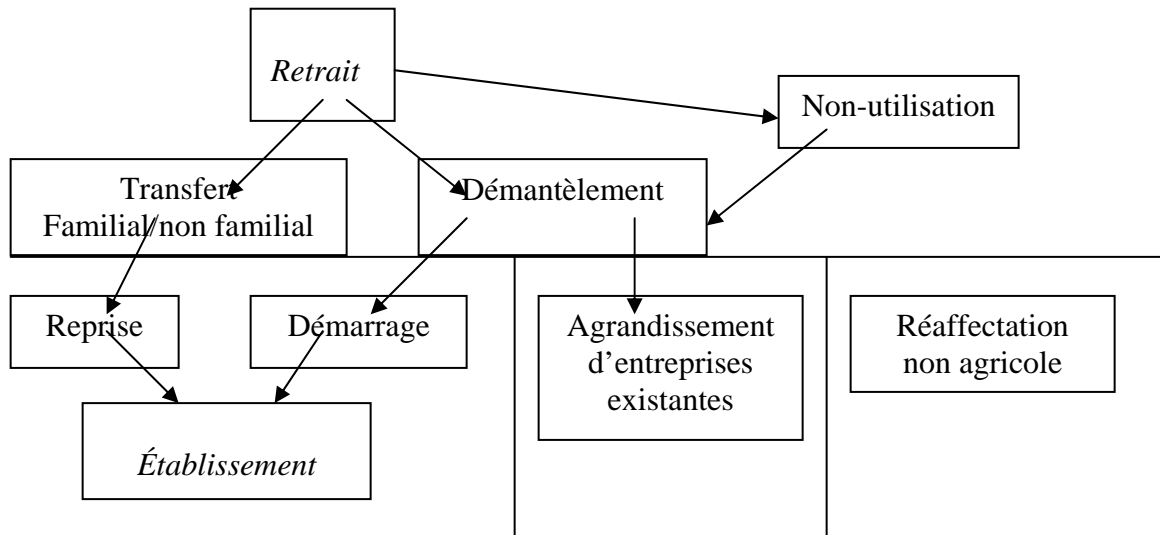 Retrait
Non-utilisation
Transfert
Familial/non familial
Démantèlement
Reprise
Démarrage
Agrandissement
d’entreprises
existantes
Réaffectation
non agricole
Établissement